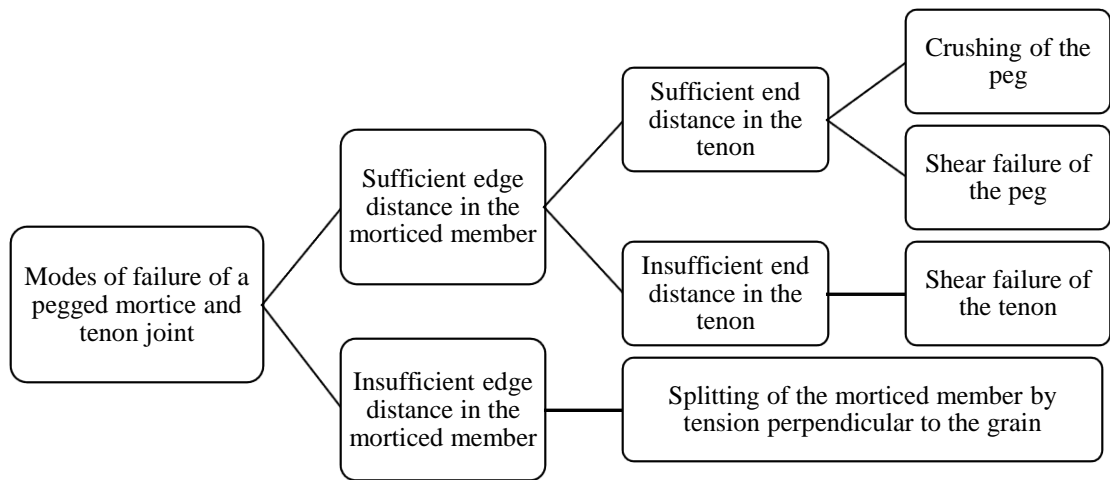 Modes of failure of a
pegged mortice and
tenon joint
Sufficient edge
distance in the
morticed member
Insufficient edge
distance in the
morticed member
Sufficient end
distance in the
tenon
Insufficient end
distance in the
tenon
Crushing of the
peg
Shear failure of
the peg
Shear failure of
the tenon
Splitting of the morticed member by
tension perpendicular to the grain